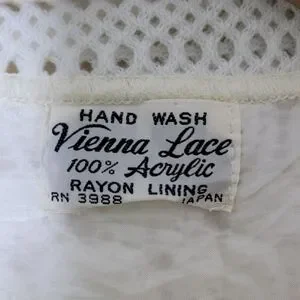 HAND WASH
Vienna Lace
100% Acrylic
RAYON LINING
RN 3988 JAPAN